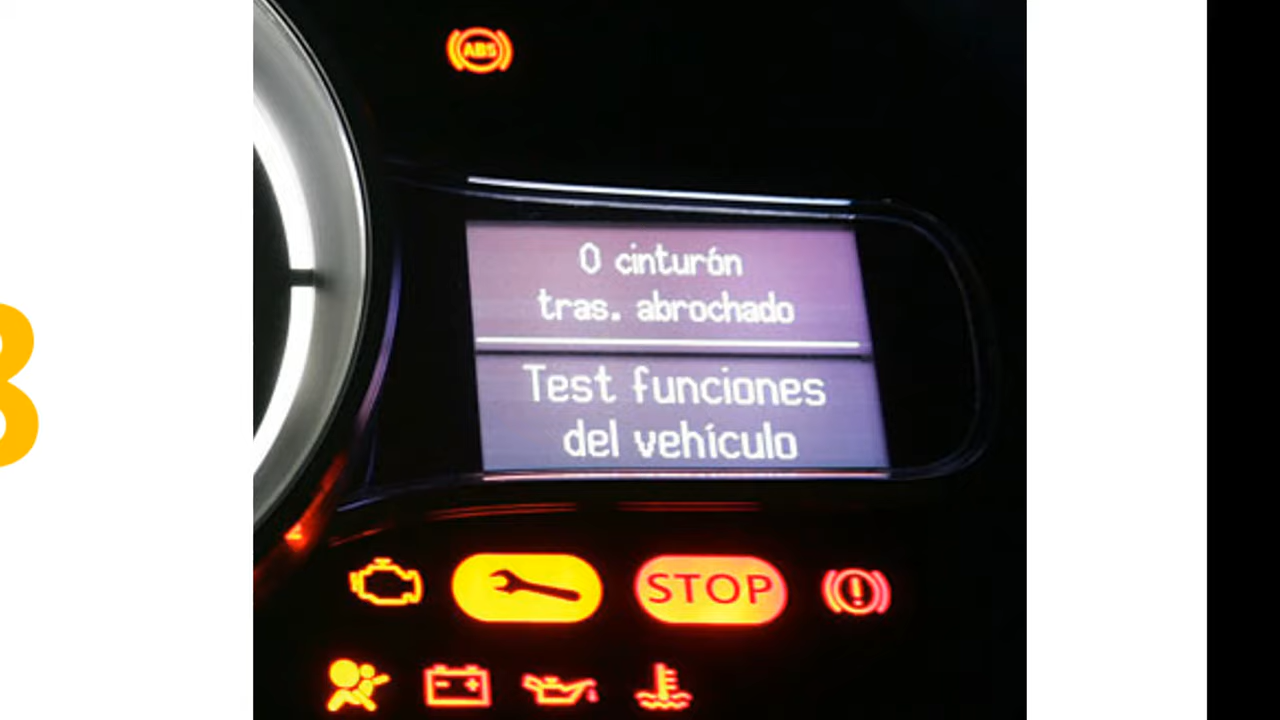 ABS
0 cinturón
tras. abrochado
Test funciones
del vehículo
STOP